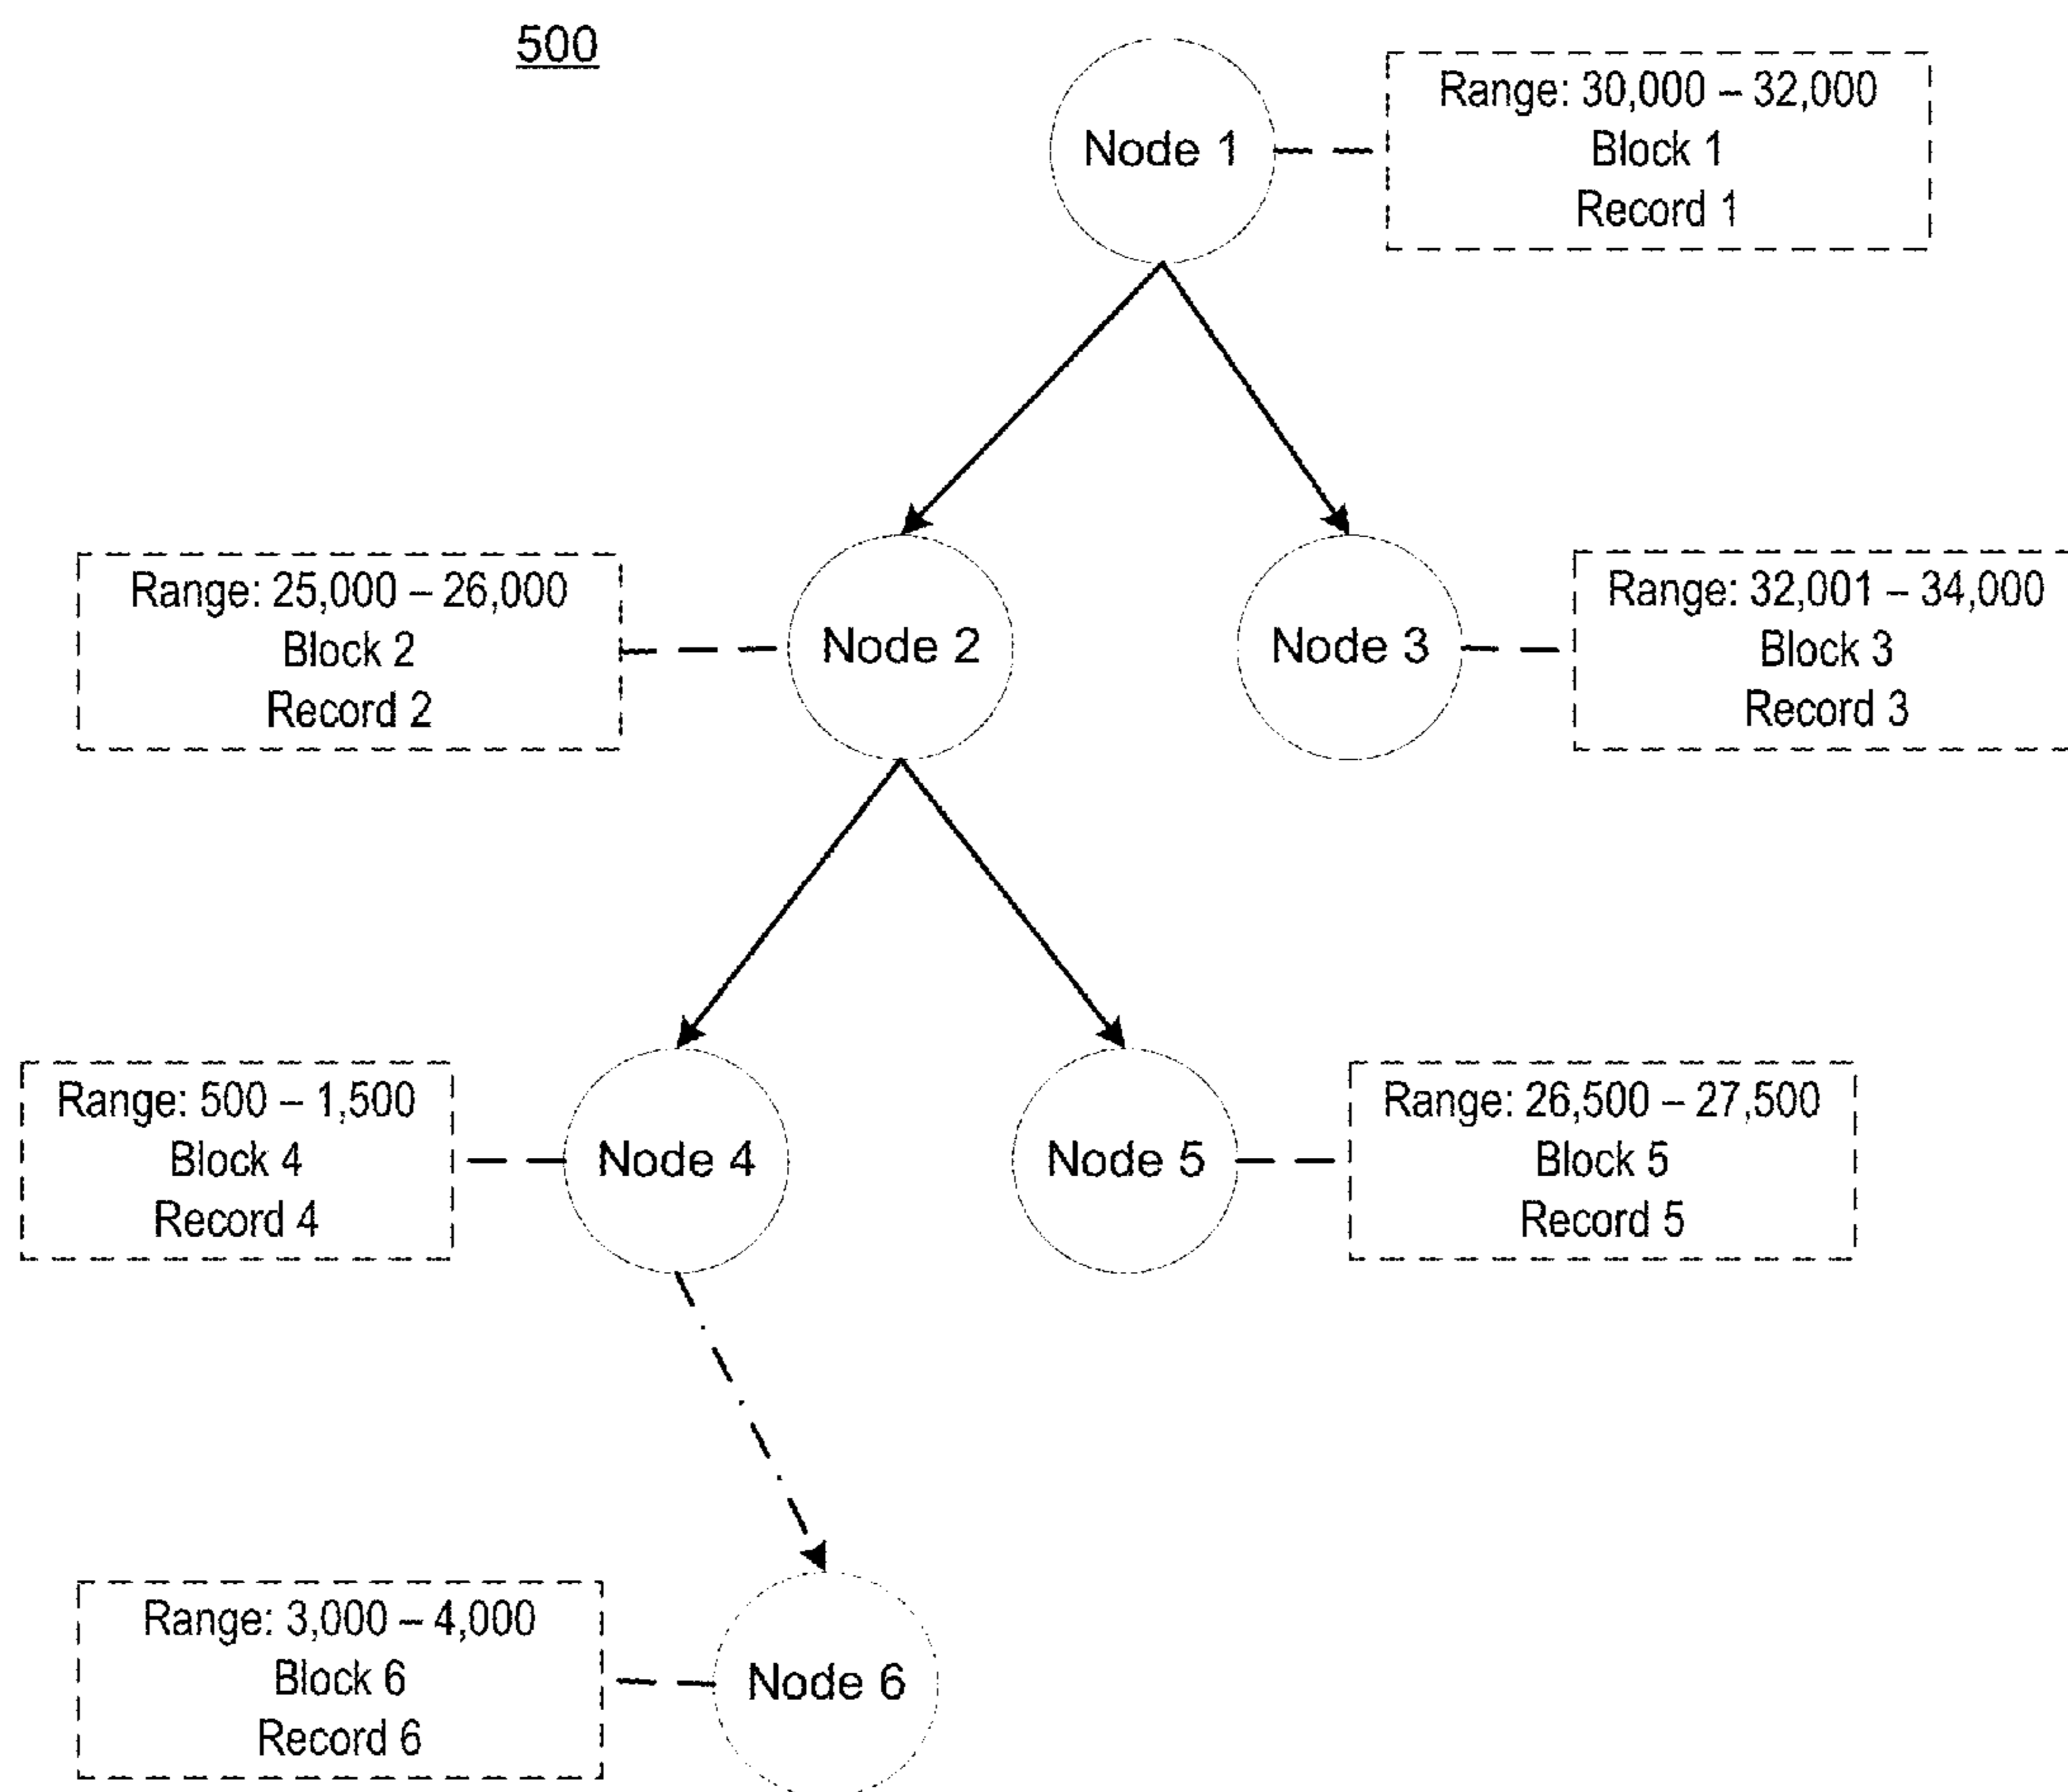 500
Node 1
Range: 30,000 – 32,000
Block 1
Record 1
Range: 25,000 – 26,000
Block 2
Record 2
Node 2
Node 3
Range: 32,001 – 34,000
Block 3
Record 3
Range: 500 – 1,500
Block 4
Record 4
Node 4
Node 5
Range: 26,500 – 27,500
Block 5
Record 5
Range: 3,000 – 4,000
Block 6
Record 6
Node 6